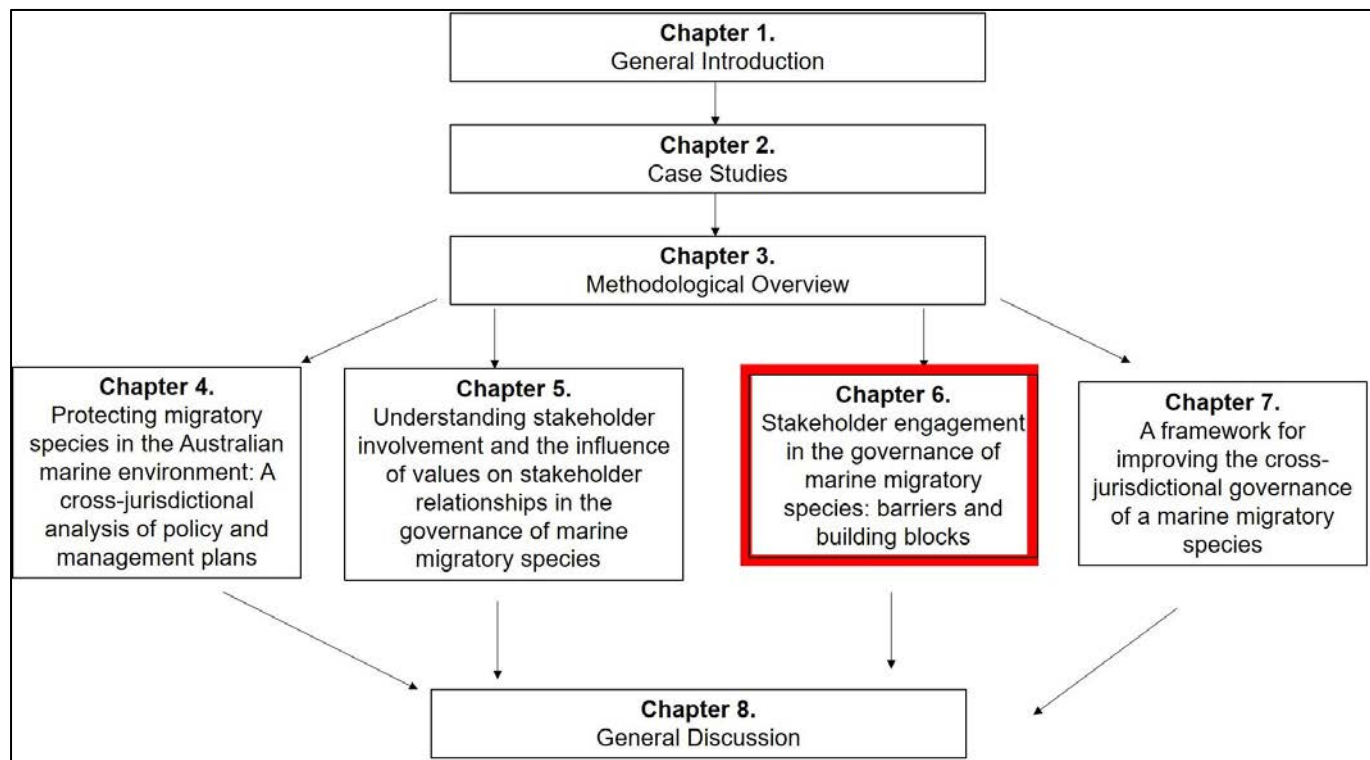 Chapter 1.
General Introduction
Chapter 2.
Case Studies
Chapter 3.
Methodological Overview
Chapter 4.
Protecting migratory
species in the Australian
marine environment: A
cross-jurisdictional
analysis of policy and
management plans
Chapter 5.
Understanding stakeholder
involvement and the influence
of values on stakeholder
relationships in the
governance of marine
migratory species
Chapter 6.
Stakeholder engagement
in the governance of
marine migratory
species: barriers and
building blocks
Chapter 7.
A framework for
improving the cross-
jurisdictional governance
of a marine migratory
species
Chapter 8.
General Discussion